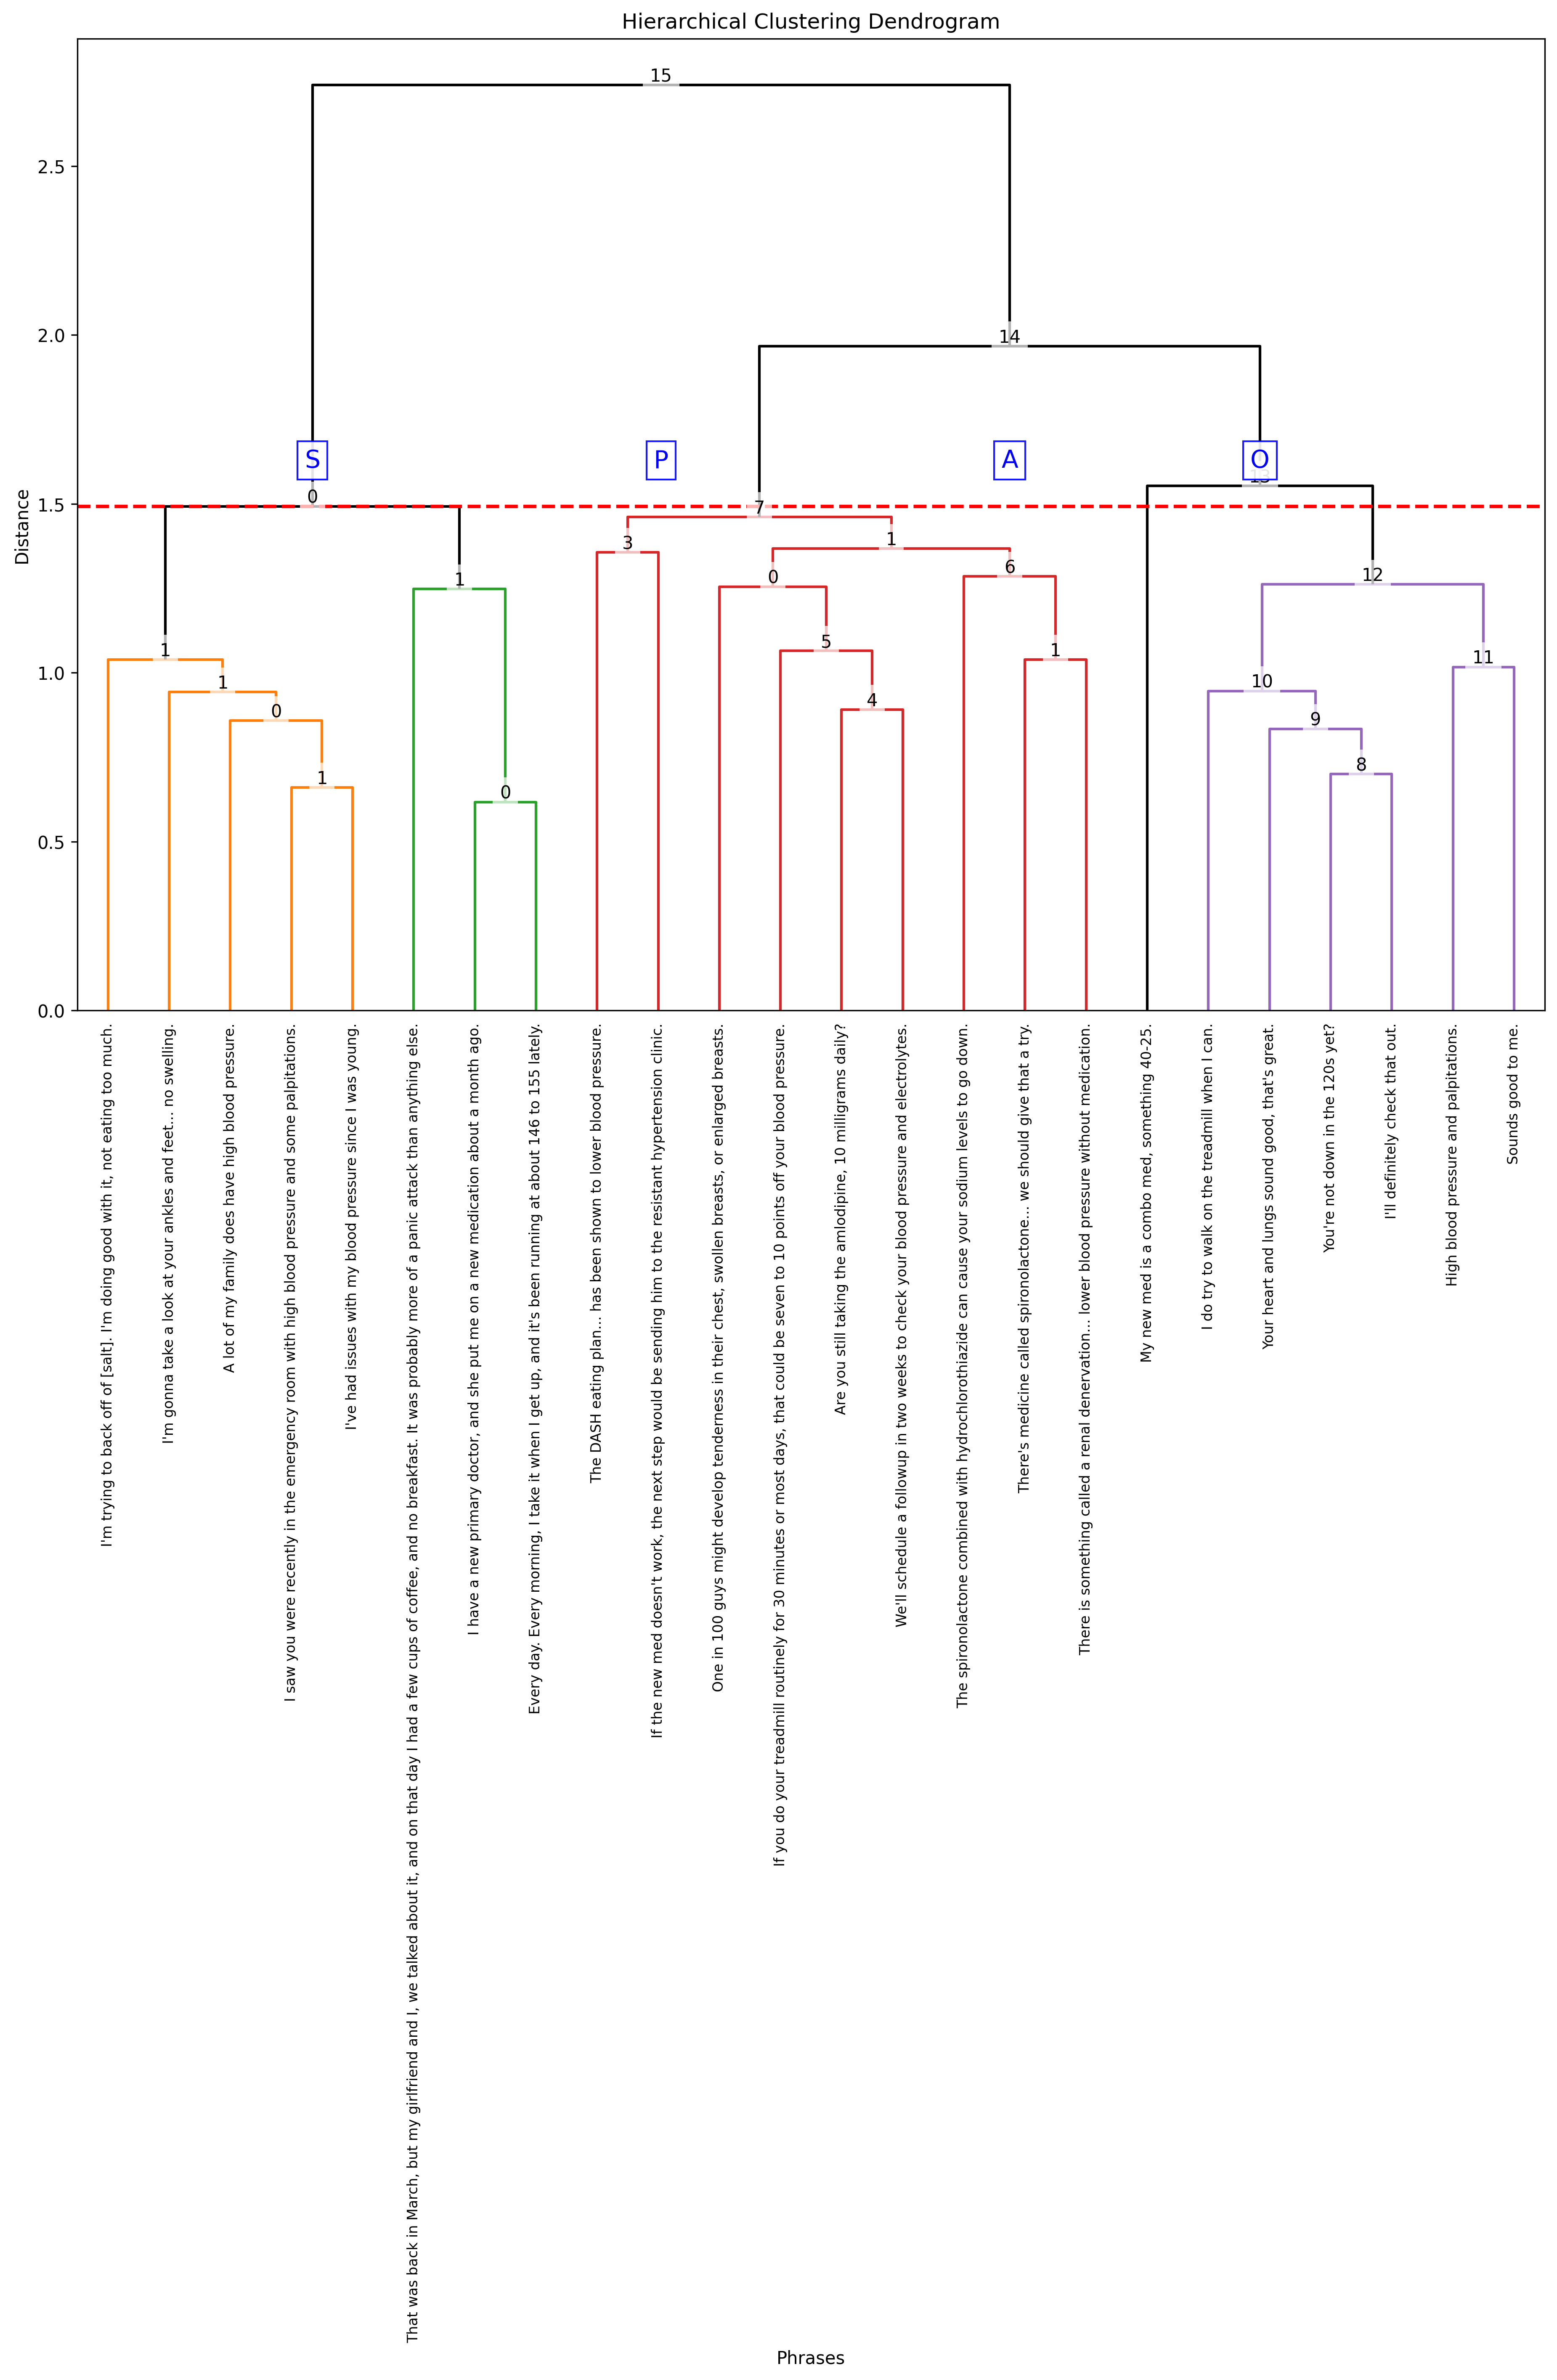 Hierarchical Clustering Dendrogram
15
2.5
2.0
14
S
P
A
O
13
1.5
0
7
3
1
6
0
12
1
5
1
11
1.0
1
1
10
4
0
9
8
1
0
0.5
0.0
Distance
I'm trying to back off of [salt]. I'm doing good with it, not eating too much.
I'm gonna take a look at your ankles and feet... no swelling.
A lot of my family does have high blood pressure.
I saw you were recently in the emergency room with high blood pressure and some palpitations.
I've had issues with my blood pressure since I was young.
That was back in March, but my girlfriend and I, we talked about it, and on that day I had a few cups of coffee, and no breakfast. It was probably more of a panic attack than anything else.
I have a new primary doctor, and she put me on a new medication about a month ago.
Every day. Every morning, I take it when I get up, and it's been running at about 146 to 155 lately.
The DASH eating plan... has been shown to lower blood pressure.
If the new med doesn't work, the next step would be sending him to the resistant hypertension clinic.
One in 100 guys might develop tenderness in their chest, swollen breasts, or enlarged breasts.
If you do your treadmill routinely for 30 minutes or most days, that could be seven to 10 points off your blood pressure.
Are you still taking the amlodipine, 10 milligrams daily?
We'll schedule a followup in two weeks to check your blood pressure and electrolytes.
The spironolactone combined with hydrochlorothiazide can cause your sodium levels to go down.
There's medicine called spironolactone... we should give that a try.
There is something called a renal denervation... lower blood pressure without medication.
My new med is a combo med, something 40-25.
I do try to walk on the treadmill when I can.
Your heart and lungs sound good, that's great.
You're not down in the 120s yet?
I'll definitely check that out.
High blood pressure and palpitations.
Sounds good to me.
Phrases